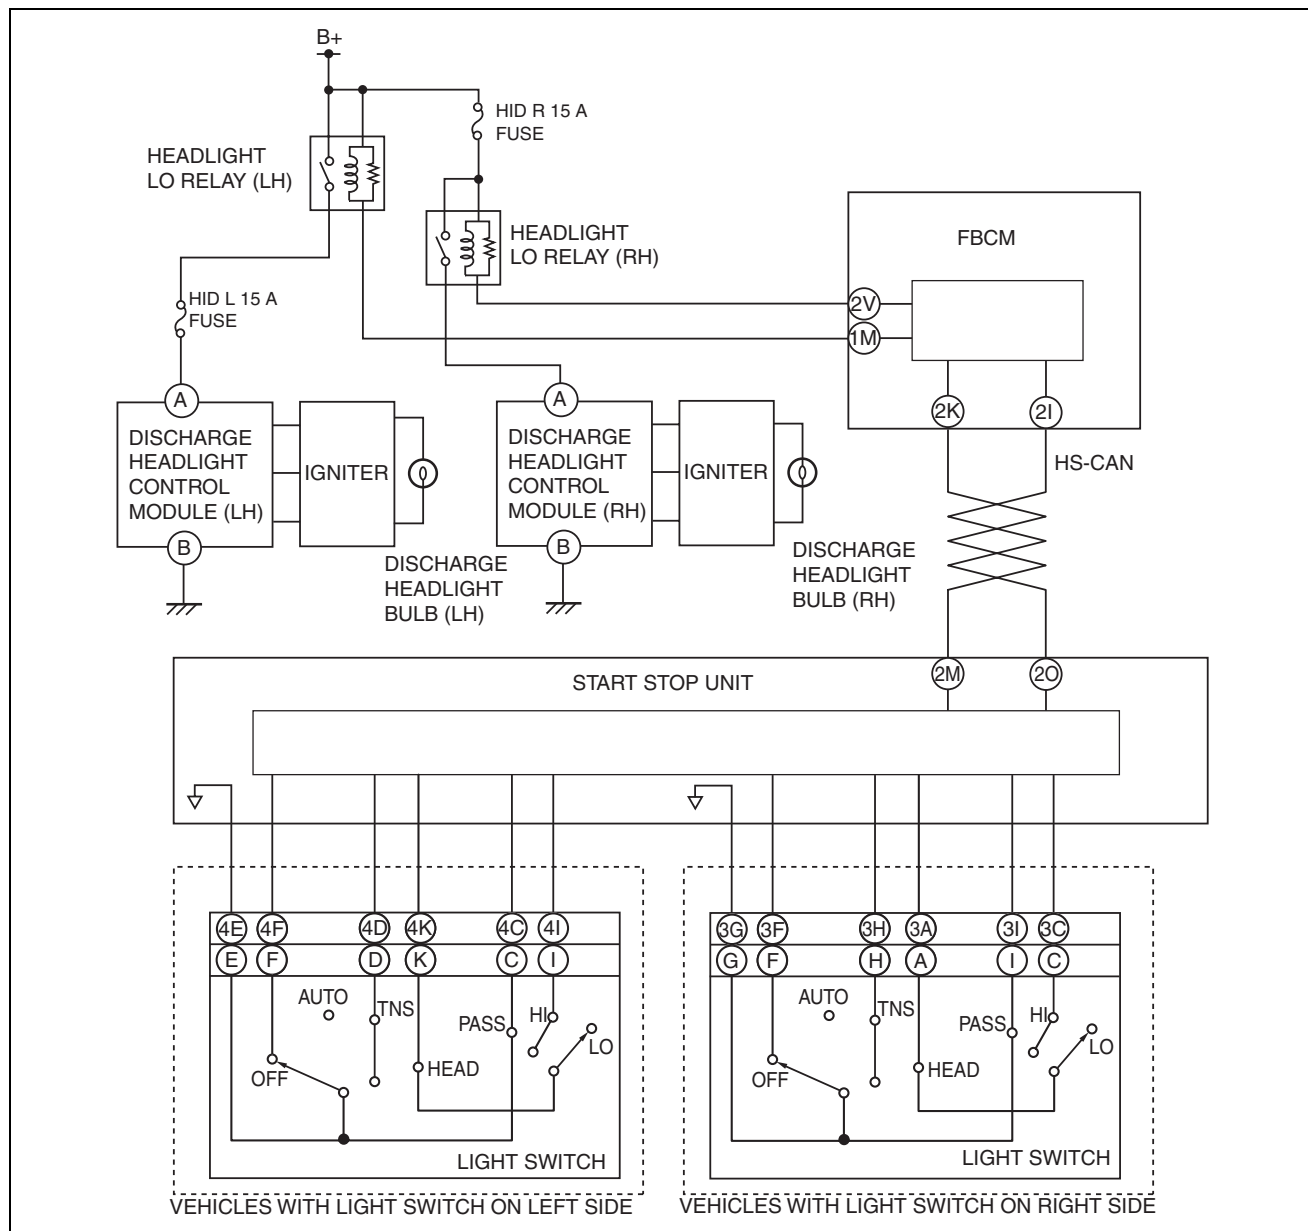 B+
HID R 15 A
FUSE
HEADLIGHT
LO RELAY (LH)
HEADLIGHT
LO RELAY (RH)
FBCM
HID L 15 A
FUSE
2V
1M
2K
2I
A
DISCHARGE
HEADLIGHT
CONTROL
MODULE (LH)
IGNITER
B
A
DISCHARGE
HEADLIGHT
CONTROL
MODULE (RH)
IGNITER
B
HS-CAN
DISCHARGE
HEADLIGHT
BULB (LH)
DISCHARGE
HEADLIGHT
BULB (RH)
START STOP UNIT
2M
2O
4E 4F 4D 4K 4C 4I
E F D K C I
AUTO
TNS
PASS
HI
LO
OFF
HEAD
LIGHT SWITCH
VEHICLES WITH LIGHT SWITCH ON LEFT SIDE
3G 3F 3H 3A 3I 3C
G F H A I C
AUTO
TNS
PASS
HI
LO
OFF
HEAD
LIGHT SWITCH
VEHICLES WITH LIGHT SWITCH ON RIGHT SIDE